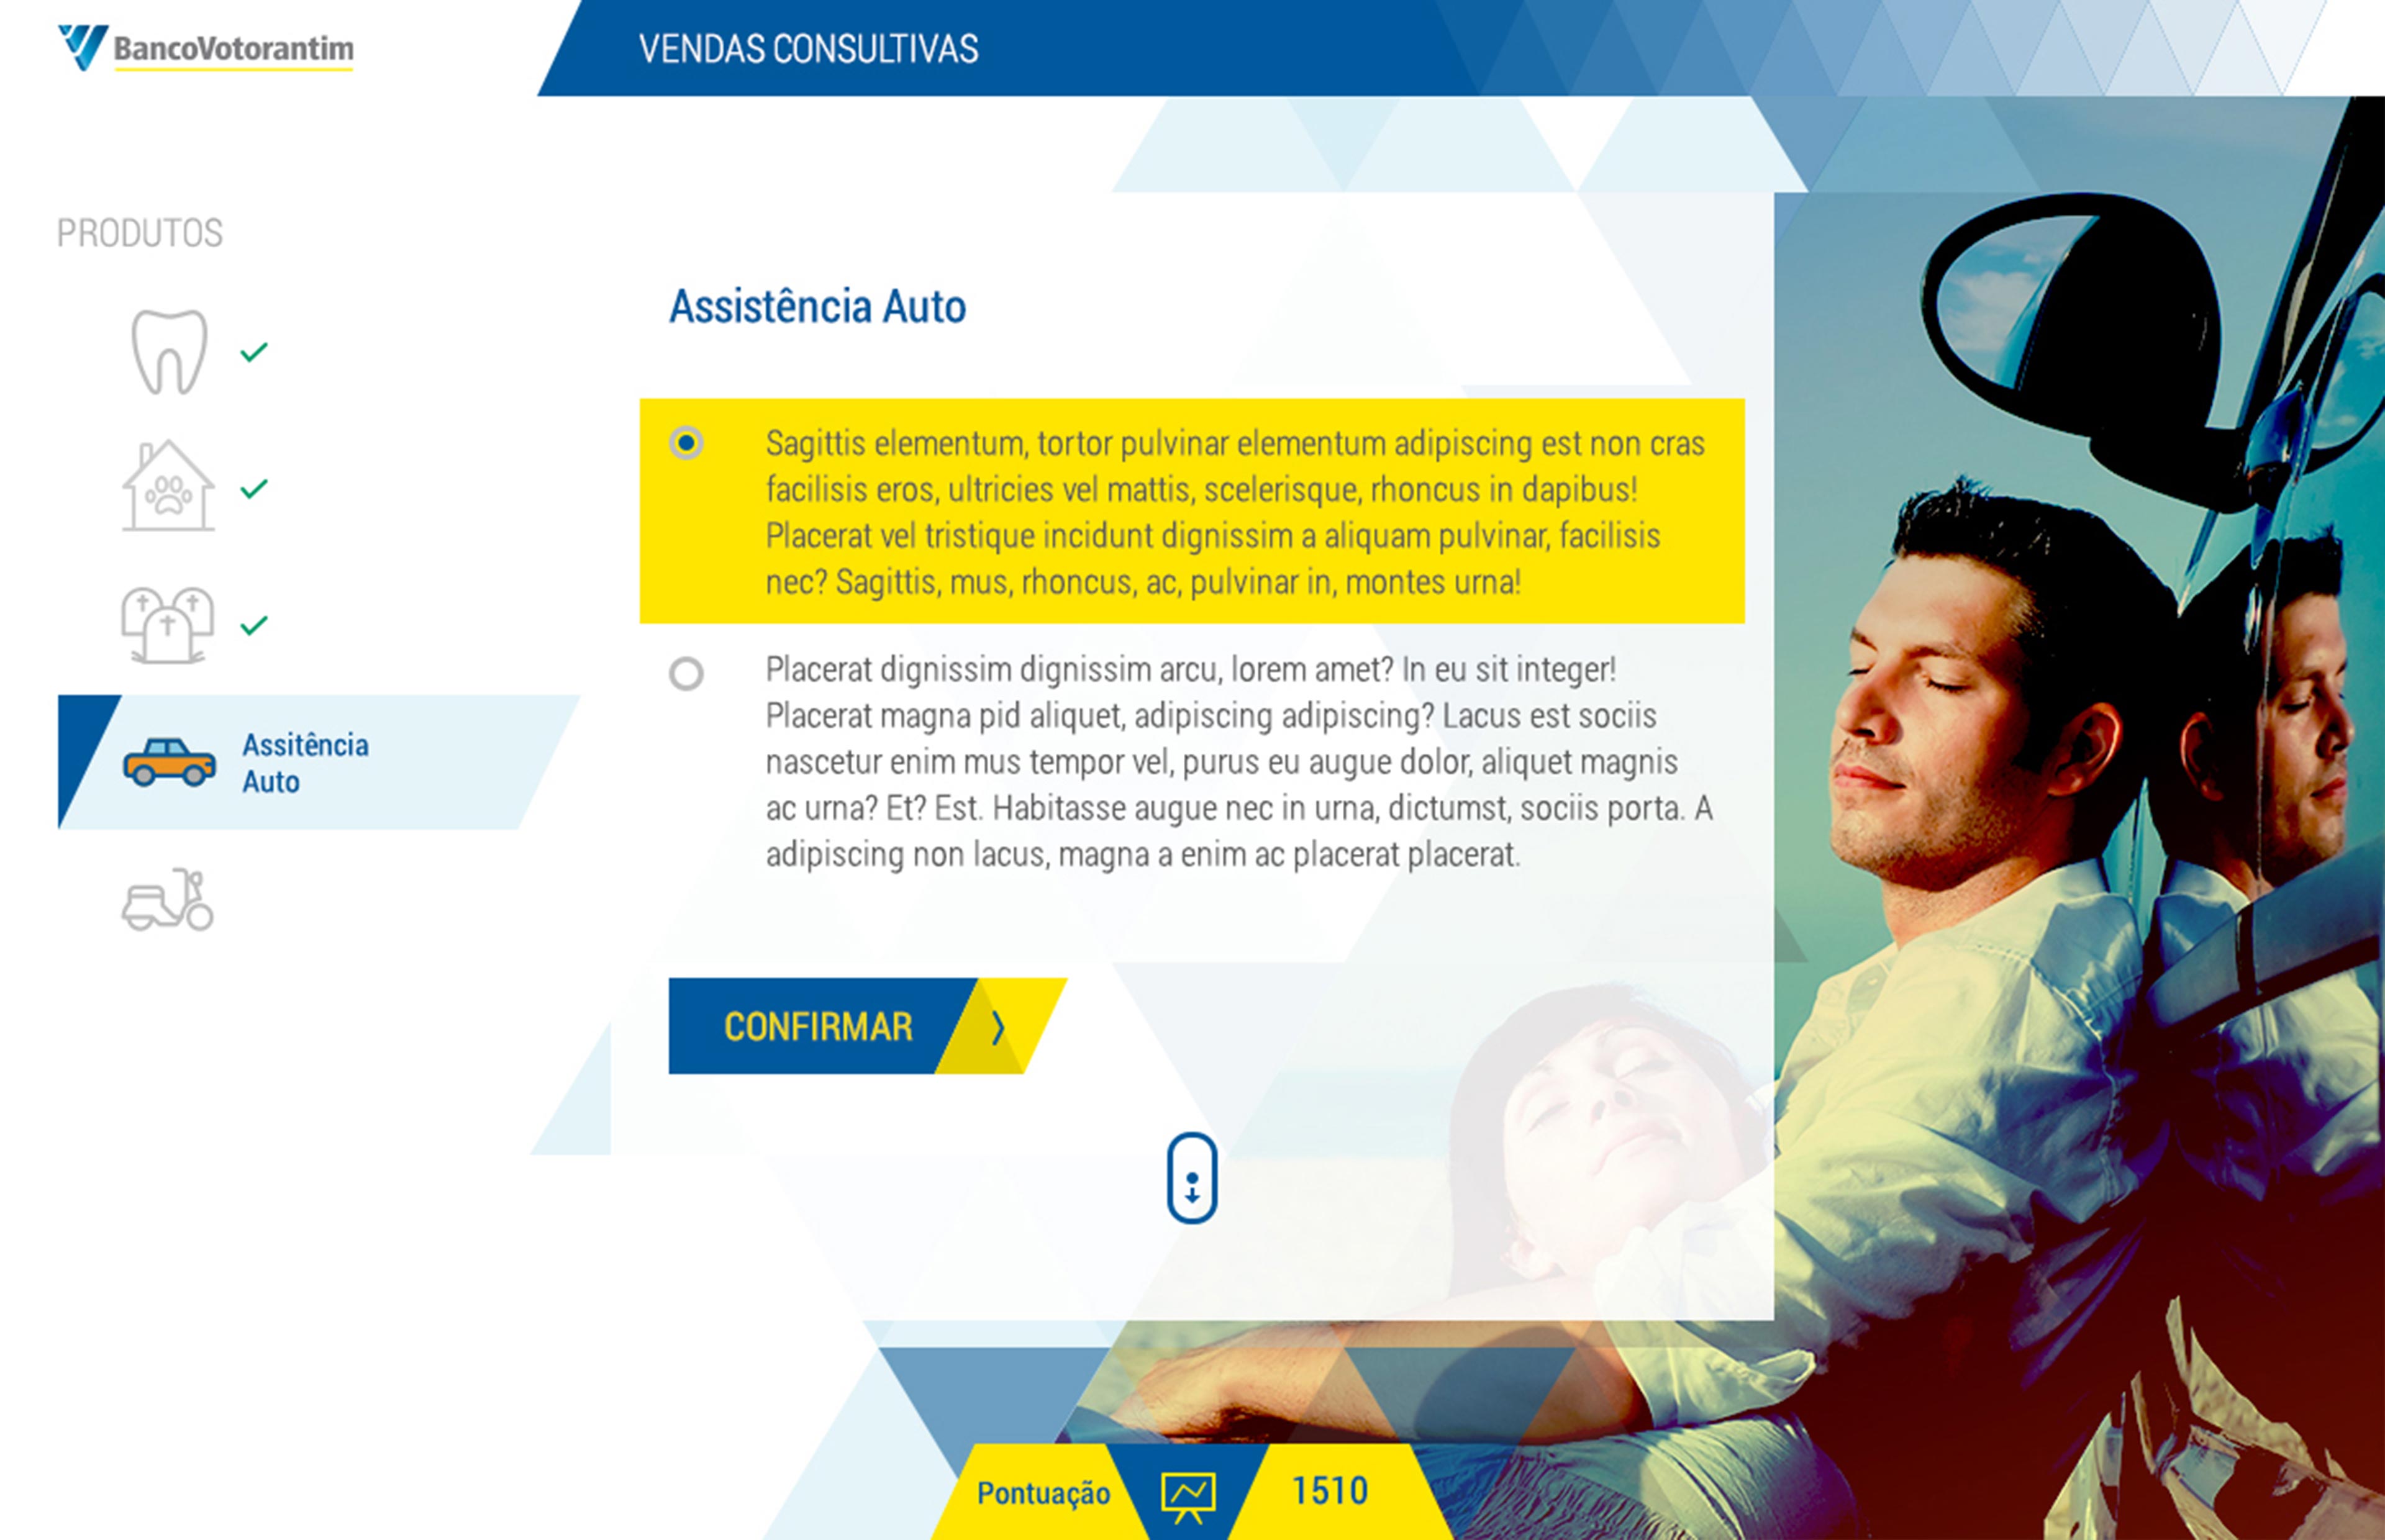 BancoVotorantim
VENDAS CONSULTIVAS
PRODUTOS
Assitência
Auto
Assistência Auto
Sagittis elementum, tortor pulvinar elementum adipiscing est non cras
facilisis eros, ultricies vel mattis, scelerisque, rhoncus in dapibus!
Placerat vel tristique incidunt dignissim a aliquam pulvinar, facilisis
nec? Sagittis, mus, rhoncus, ac, pulvinar in, montes urna!
Placerat dignissim dignissim arcu, lorem amet? In eu sit integer!
Placerat magna pid aliquet, adipiscing adipiscing? Lacus est sociis
nascetur enim mus tempor vel, purus eu augue dolor, aliquet magnis
ac urna? Et? Est. Habitasse augue nec in urna, dictumst, sociis porta. A
adipiscing non lacus, magna a enim ac placerat placerat.
CONFIRMAR
Pontuação
1510